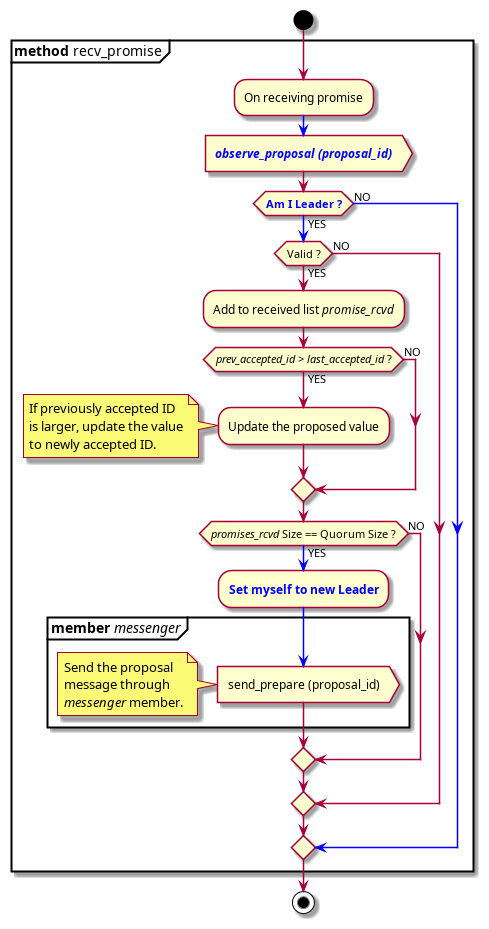 method recv_promise
On receiving promise
observe_proposal (proposal_id)
Am I Leader ?
NO
YES
Valid ?
NO
YES
Add to received list promise_rcvd
prev_accepted_id > last_accepted_id ?
NO
YES
If previously accepted ID
is larger, update the value
to newly accepted ID.
Update the proposed value
promises_rcvd Size == Quorum Size ?
NO
YES
Set myself to new Leader
member messenger
Send the proposal
message through
messenger member.
send_prepare (proposal_id)